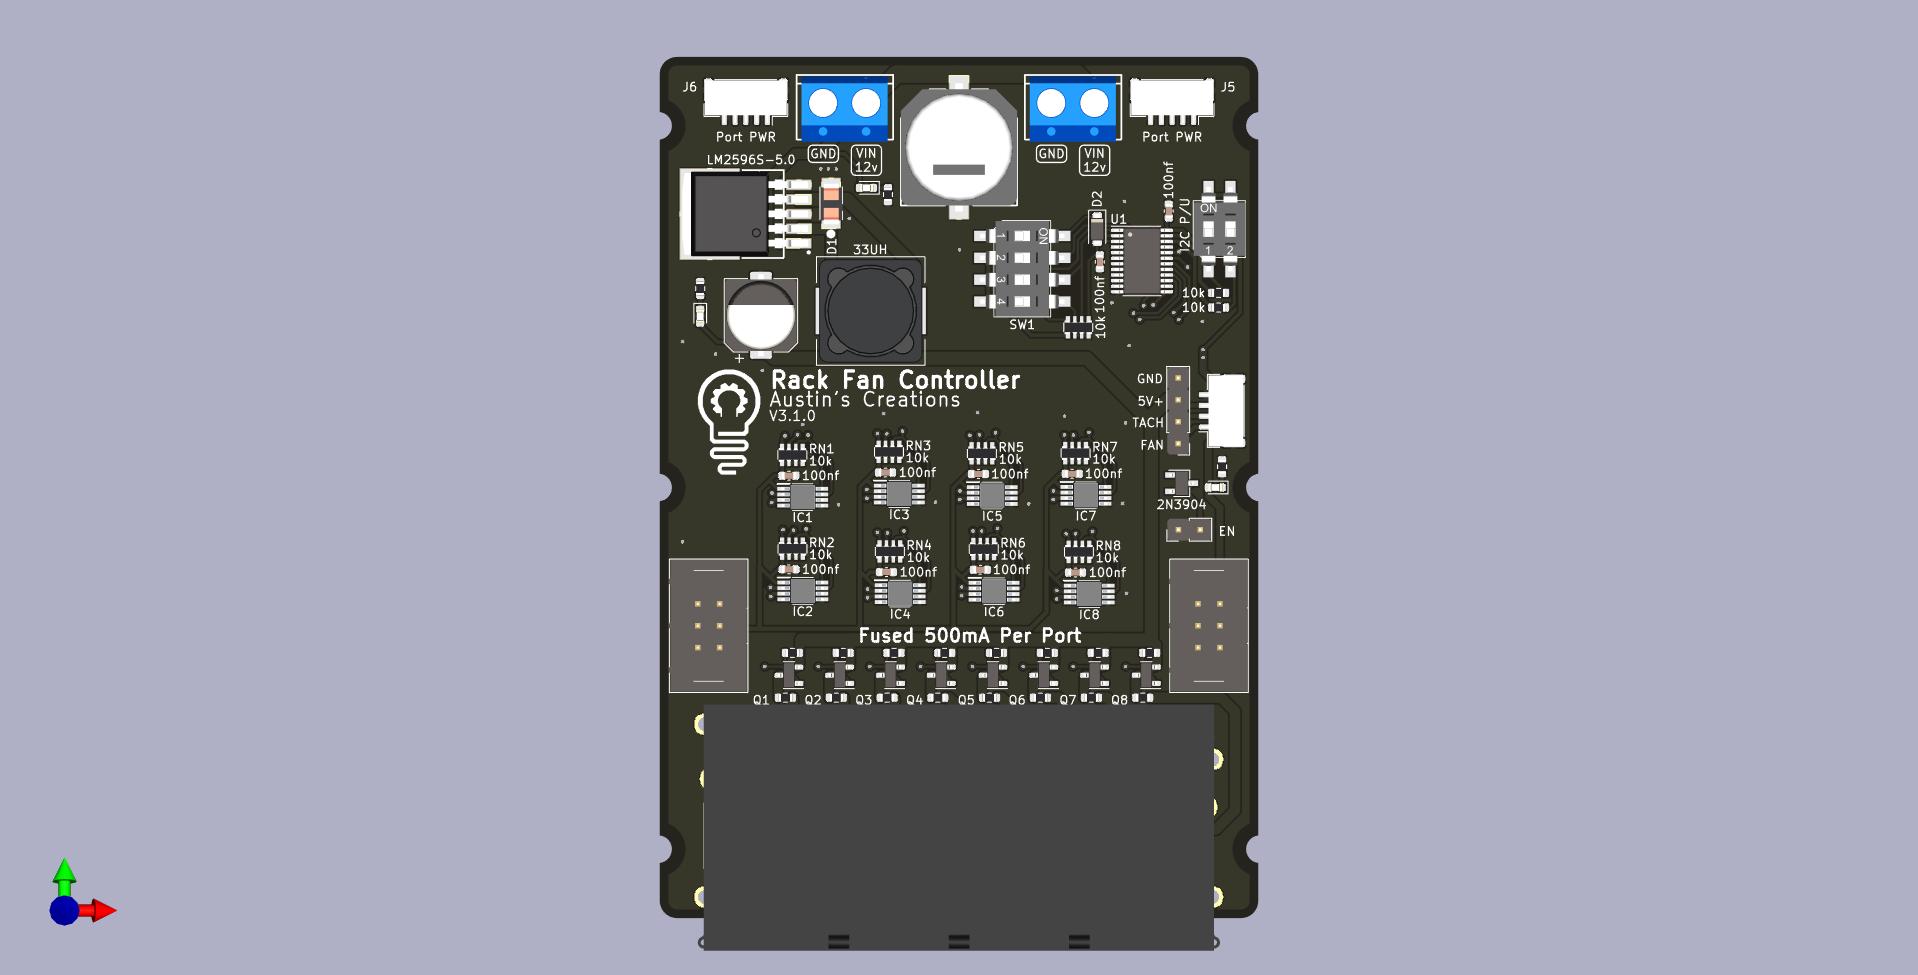 J6
J5
Port PWR
GND
VIN
12v
GND
VIN
12v
Port PWR
LM2596S-5.0
100nf
D2
U1
I2C P/U
ON
1 2
D1
33UH
ON
1
2
3
4
SW1
100nf
10k
10k
10k
+
Rack Fan Controller
Austin's Creations
V3.1.0
GND
5V+
TACH
FAN
RN1
10k
100nf
IC1
RN3
10k
100nf
IC3
RN5
10k
100nf
IC5
RN7
10k
100nf
IC7
2N3904
EN
RN2
10k
100nf
IC2
RN4
10k
100nf
IC4
RN6
10k
100nf
IC6
RN8
10k
100nf
IC8
Fused 500mA Per Port
Q1 Q2 Q3 Q4 Q5 Q6 Q7 Q8